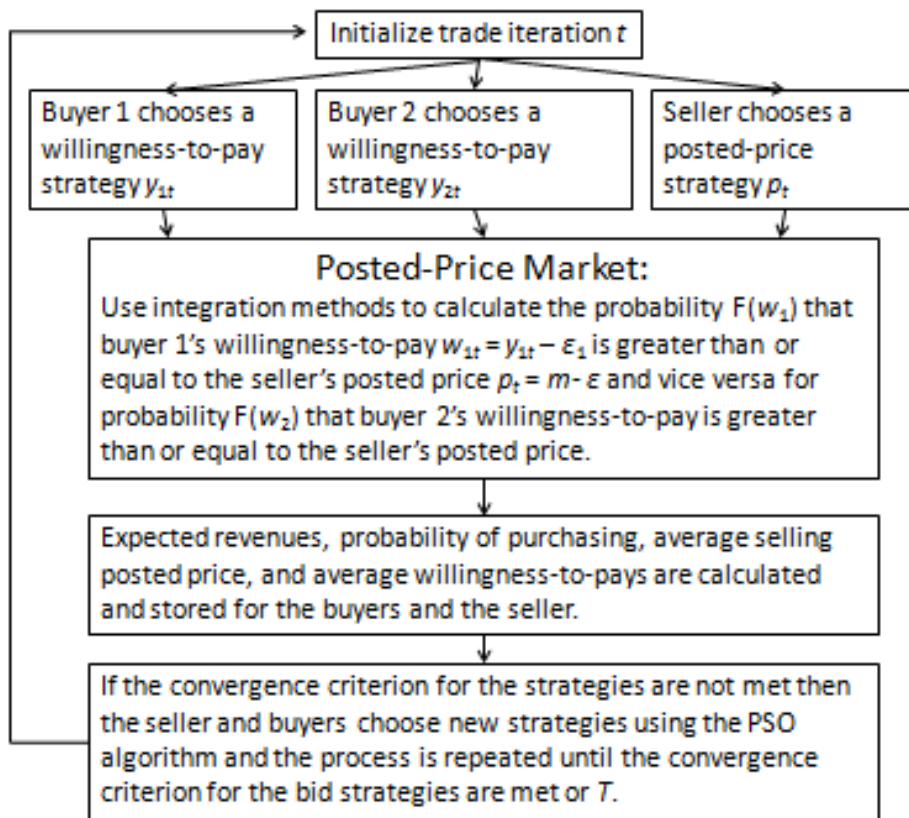 Initialize trade iteration t
Buyer 1 chooses a
willingness-to-pay
strategy y₁ₜ
Buyer 2 chooses a
willingness-to-pay
strategy y₂ₜ
Seller chooses a
posted-price
strategy pₜ
Posted-Price Market:
Use integration methods to calculate the probability F(w₁) that
buyer 1's willingness-to-pay w₁ₜ = y₁ₜ – ε₁ is greater than or
equal to the seller's posted price pₜ = m- ε and vice versa for
probability F(w₂) that buyer 2's willingness-to-pay is greater
than or equal to the seller's posted price.
Expected revenues, probability of purchasing, average selling
posted price, and average willingness-to-pays are calculated
and stored for the buyers and the seller.
If the convergence criterion for the strategies are not met then
the seller and buyers choose new strategies using the PSO
algorithm and the process is repeated until the convergence
criterion for the bid strategies are met or T.